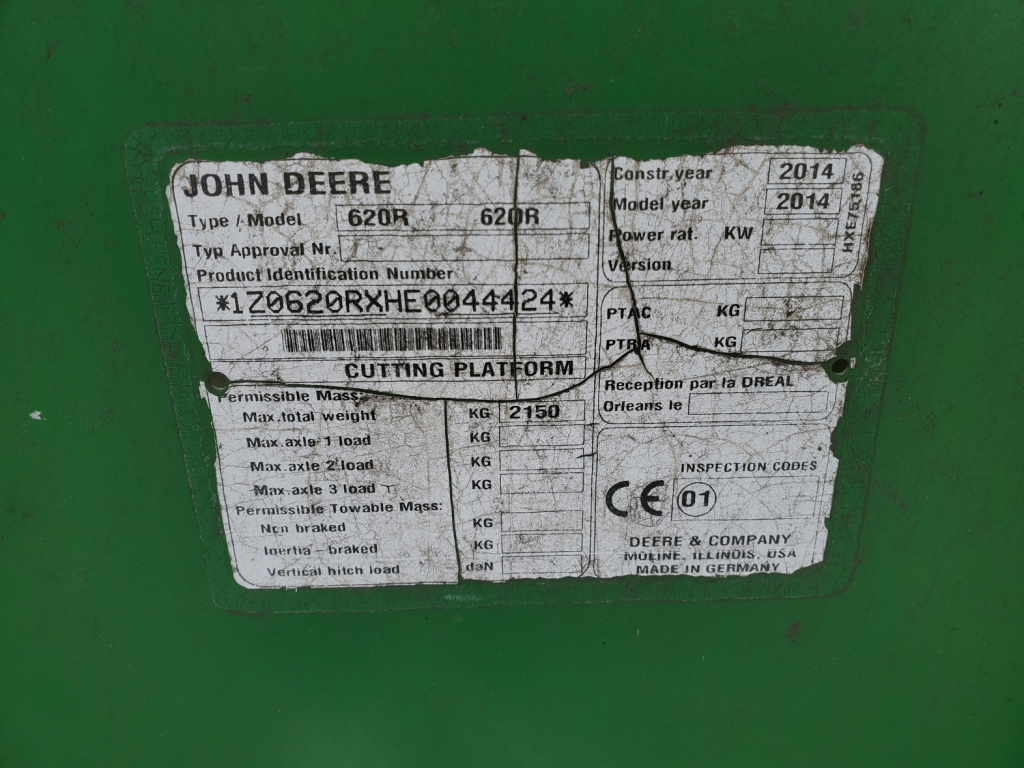 JOHN DEERE
Type / Model 620R 620R
Typ Approval Nr.
Product Identification Number
*1Z0620RXHE0044424*
CUTTING PLATFORM
Permissible Mass:
Max.total weight KG 2150
Max.axle 1 load KG
Max.axle 2 load KG
Max.axle 3 load KG
Permissible Towable Mass:
Non braked KG
Inertia - braked KG
Vertical hitch load daN
Constr.year 2014
Model year 2014
Power rat. KW
Version
HXE75186
PTAC KG
PTRA KG
Reception par la DREAL
Orleans le
INSPECTION CODES
CE 01
DEERE & COMPANY
MOLINE, ILLINOIS, USA
MADE IN GERMANY